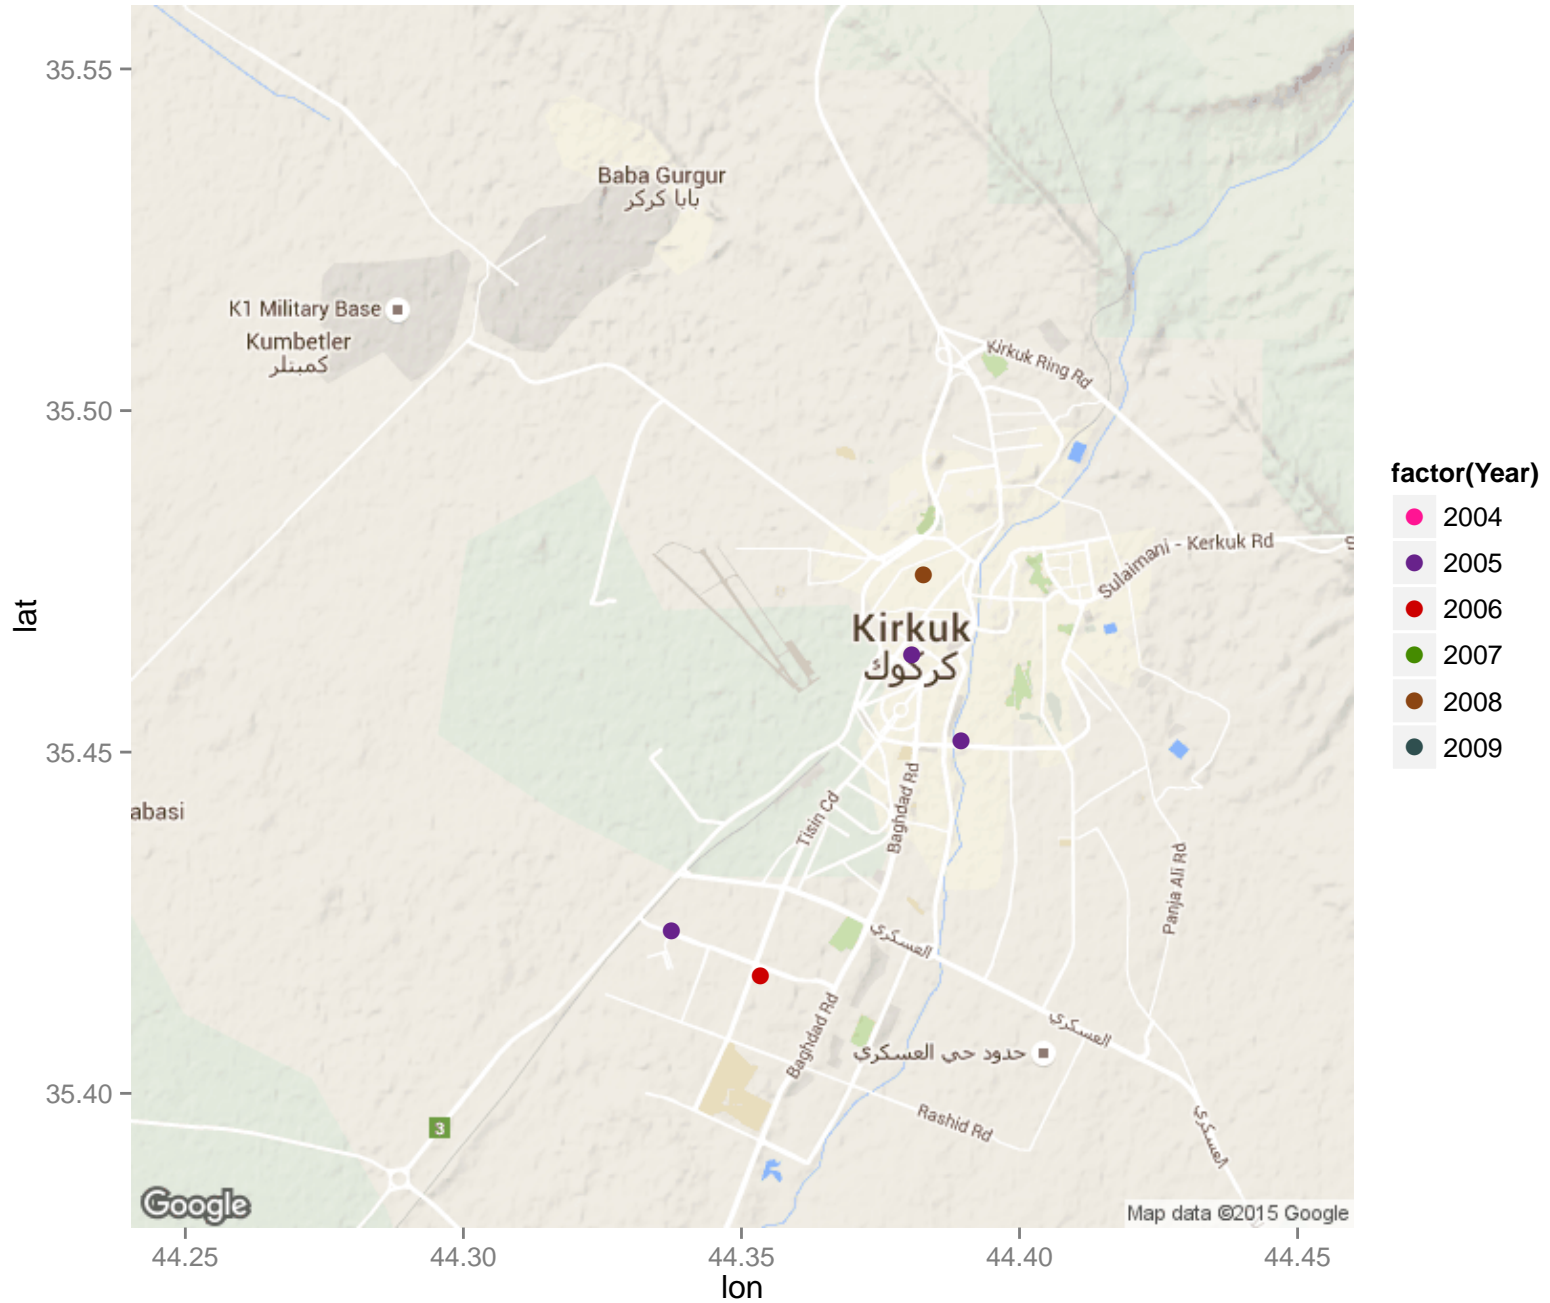 35.55
35.50
35.45
35.40
lat
Baba Gurgur
بابا كركر
K1 Military Base
Kumbetler
كمبتلر
Kirkuk Ring Rd
Sulaimani - Kerkuk Rd
S
Kirkuk
كركوك
abasi
Tisin Cd
Baghdad Rd
Panja Ali Rd
العسكري
Baghdad Rd
العسكري
حدود حي العسكري
Rashid Rd
العسكري
3
Google
Map data ©2015 Google
44.25
44.30
44.35
44.40
44.45
lon
factor(Year)
2004
2005
2006
2007
2008
2009